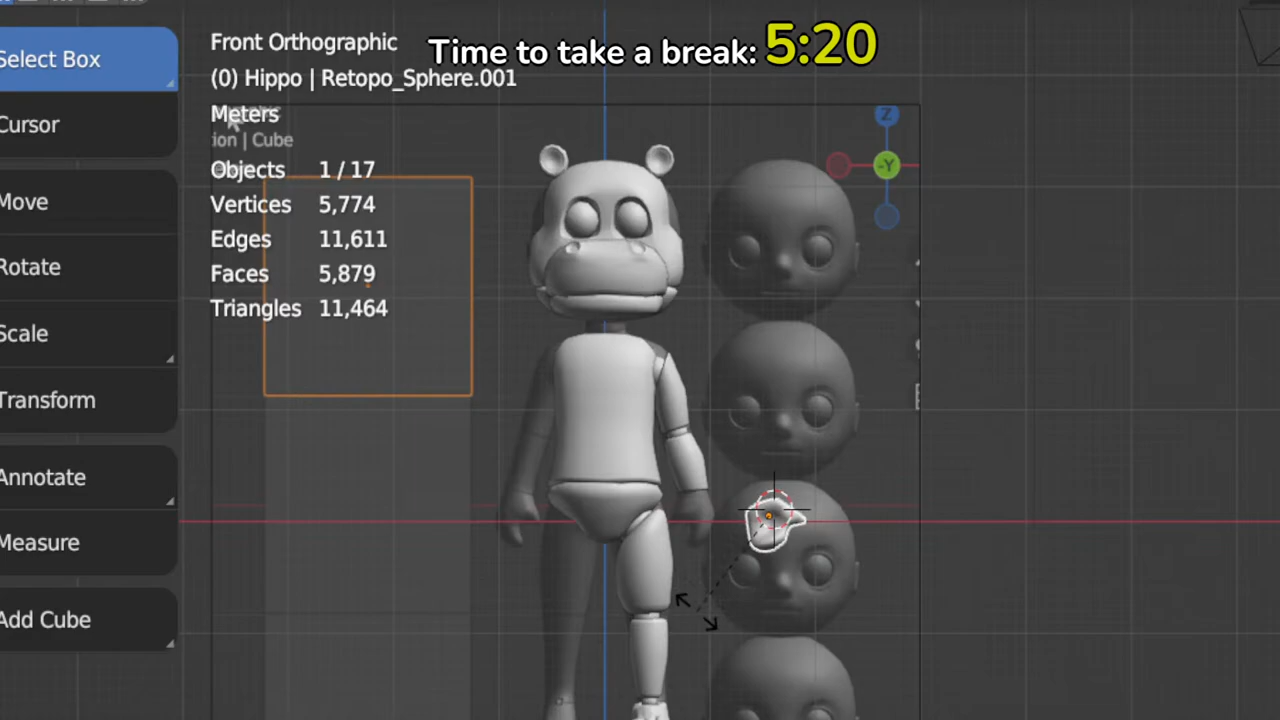 Select Box
Cursor
Move
Rotate
Scale
Transform
Annotate
Measure
Add Cube
Front Orthographic
(0) Hippo | Retopo_Sphere.001
Meters
ion | Cube
Objects 1 / 17
Vertices 5,774
Edges 11,611
Faces 5,879
Triangles 11,464
Time to take a break: 5:20
Z
-Y